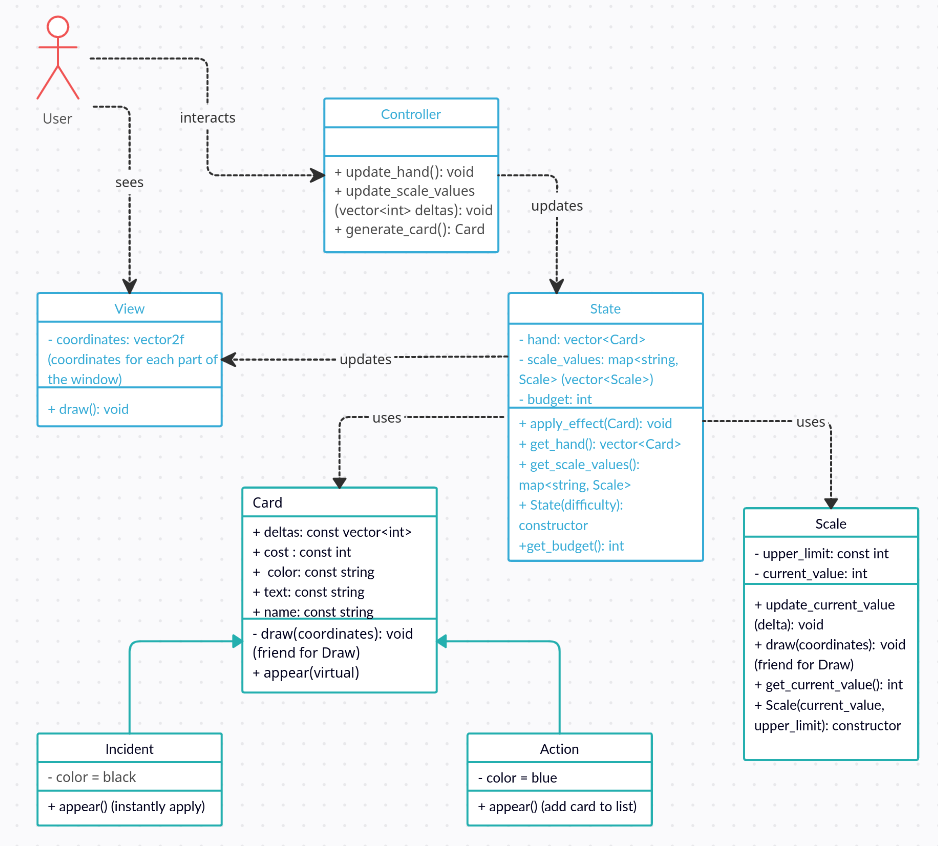 User
interacts
sees
Controller
+ update_hand(): void
+ update_scale_values
(vector<int> deltas): void
+ generate_card(): Card
updates
View
- coordinates: vector2f
(coordinates for each part of
the window)
+ draw(): void
updates
State
- hand: vector<Card>
- scale_values: map<string,
Scale> (vector<Scale>)
- budget: int
+ apply_effect(Card): void
+ get_hand(): vector<Card>
+ get_scale_values():
map<string, Scale>
+ State(difficulty):
constructor
+get_budget(): int
uses
uses
Card
+ deltas: const vector<int>
+ cost : const int
+  color: const string
+ text: const string
+ name: const string
- draw(coordinates): void
(friend for Draw)
+ appear(virtual)
Scale
- upper_limit: const int
- current_value: int
+ update_current_value
(delta): void
+ draw(coordinates): void
(friend for Draw)
+ get_current_value(): int
+ Scale(current_value,
upper_limit): constructor
Incident
- color = black
+ appear() (instantly apply)
Action
- color = blue
+ appear() (add card to list)